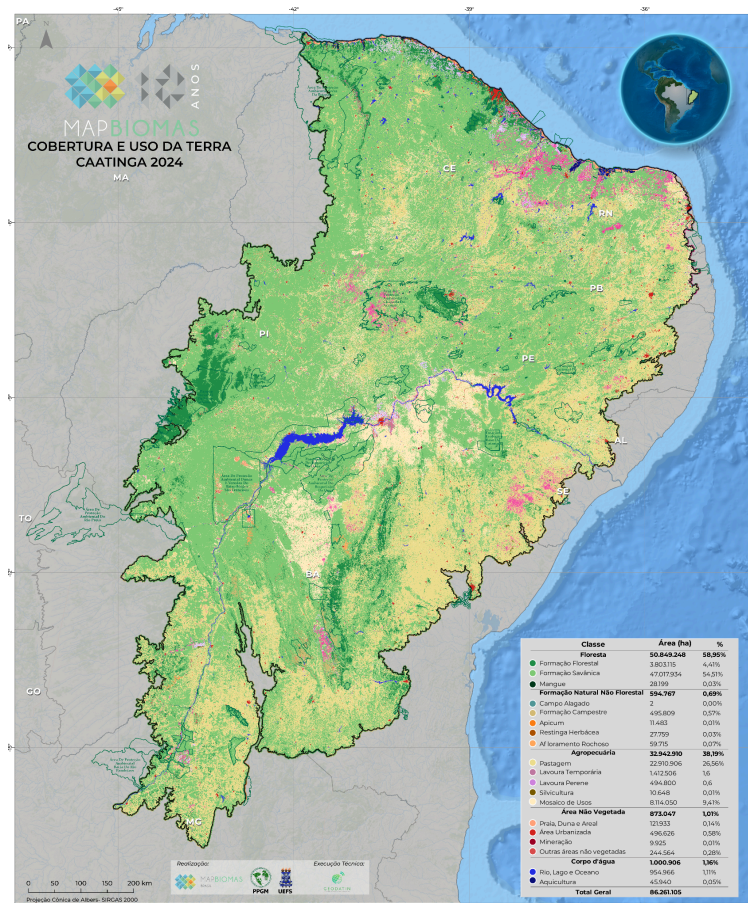 -45
-39
-36
PA
N
ANOS
MAPBIOMAS
COBERTURA E USO DA TERRA
CAATINGA 2024
MA
CE
RN
PB
PI
PE
AL
SE
TO
BA
GO
MG
Classe Área (ha) %
Floresta 50.849.248 58,95%
Formação Florestal 3.803.115 4,41%
Formação Savânica 47.017.934 54,51%
Mangue 28.199 0,03%
Formação Natural Não Florestal 594.767 0,69%
Campo Alagado 2 0,00%
Formação Campestre 495.809 0,57%
Apicum 11.483 0,01%
Restinga Herbácea 27.759 0,03%
Afloramento Rochoso 59.715 0,07%
Agropecuária 32.942.910 38,19%
Pastagem 22.910.906 26,56%
Lavoura Temporária 1.412.506 1,6
Lavoura Perene 494.800 0,6
Silvicultura 10.648 0,01%
Mosaico de Usos 8.114.050 9,41%
Área Não Vegetada 873.047 1,01%
Praia, Duna e Areal 121.933 0,14%
Área Urbanizada 496.626 0,58%
Mineração 9.925 0,01%
Outras áreas não vegetadas 244.564 0,28%
Corpo d'água 1.000.906 1,16%
Rio, Lago e Oceano 954.966 1,11%
Aquicultura 45.940 0,05%
Total Geral 86.261.105
Realização: Execução Técnica:
MAPBIOMAS PPGM UEFS GEODATIN
0 50 100 200 km
Projeção Cônica de Albers- SIRGAS 2000